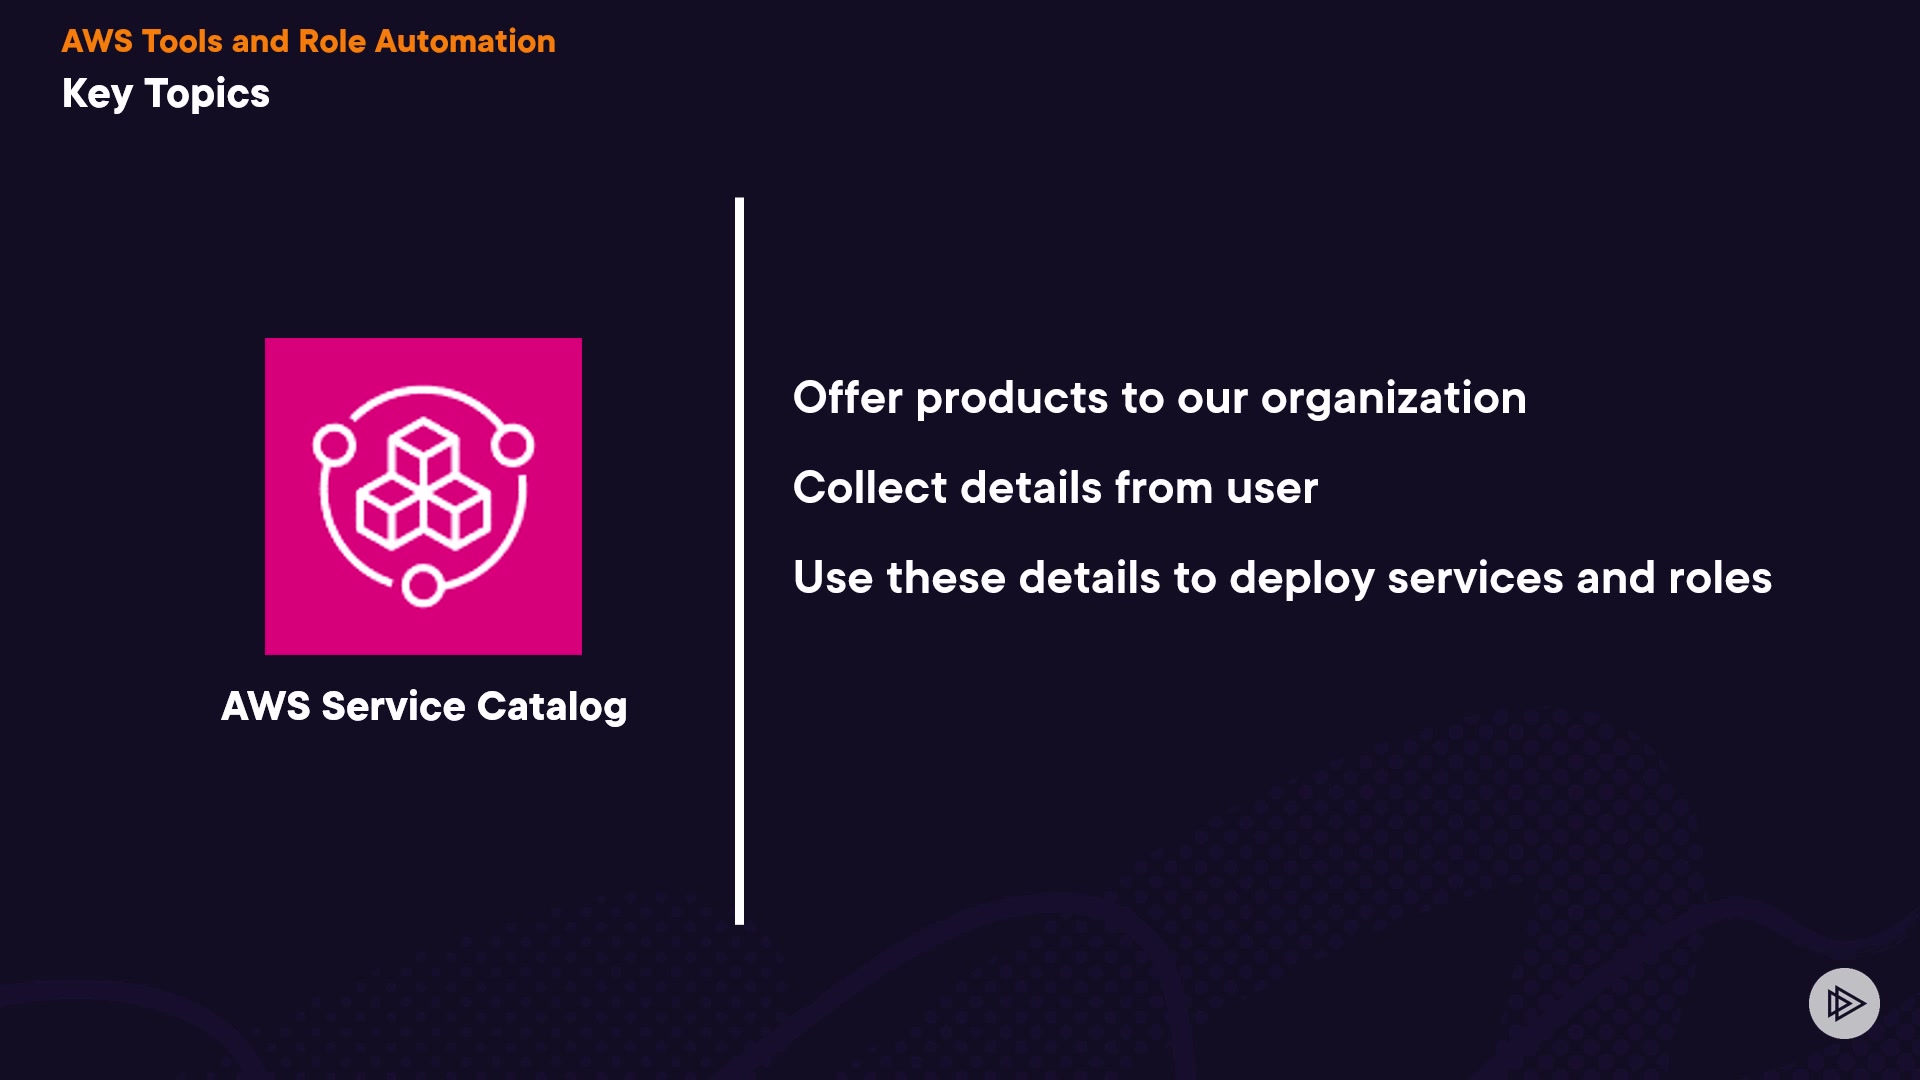 AWS Tools and Role Automation
Key Topics
AWS Service Catalog
Offer products to our organization
Collect details from user
Use these details to deploy services and roles